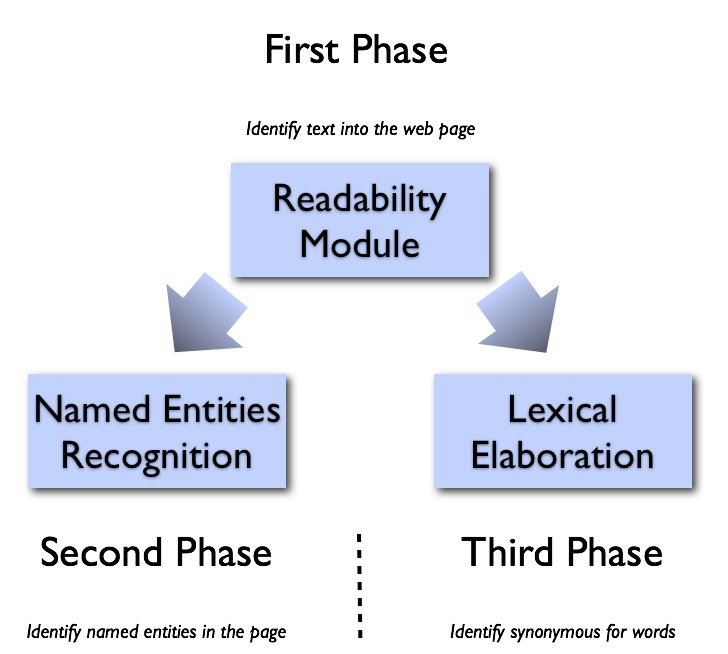 First Phase
Identify text into the web page
Readability
Module
Named Entities
Recognition
Lexical
Elaboration
Second Phase
Third Phase
Identify named entities in the page
Identify synonymous for words